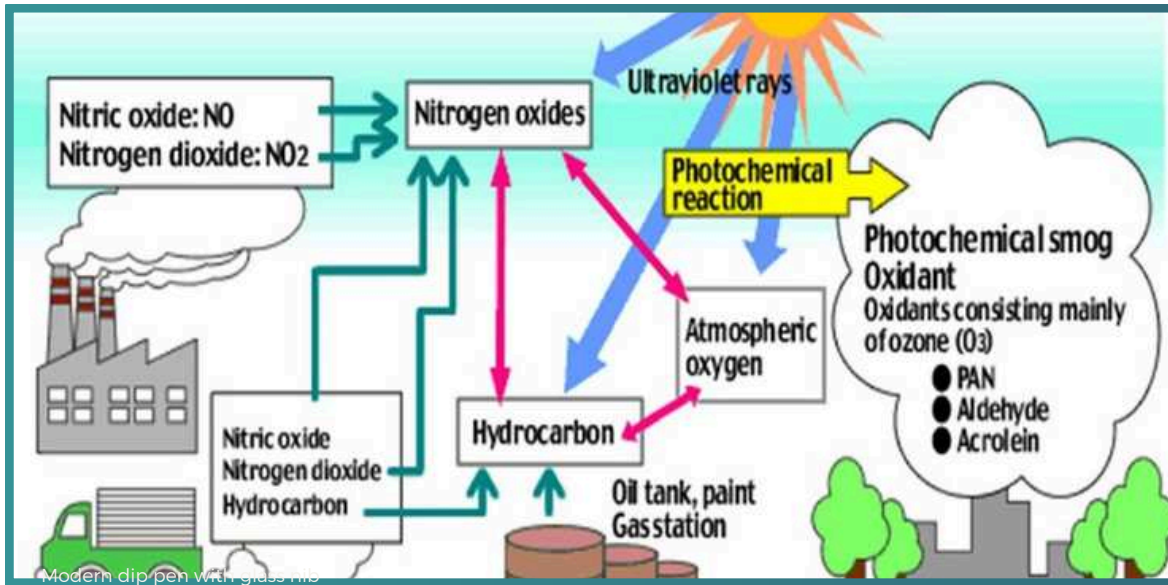 Nitric oxide: NO
Nitrogen dioxide: NO2
Nitrogen oxides
Ultraviolet rays
Photochemical
reaction
Photochemical smog
Oxidant
Oxidants consisting mainly
of ozone (O3)
PAN
Aldehyde
Acrolein
Atmospheric
oxygen
Hydrocarbon
Nitric oxide
Nitrogen dioxide
Hydrocarbon
Oil tank, paint
Gas station
Modern dip pen with glass nib